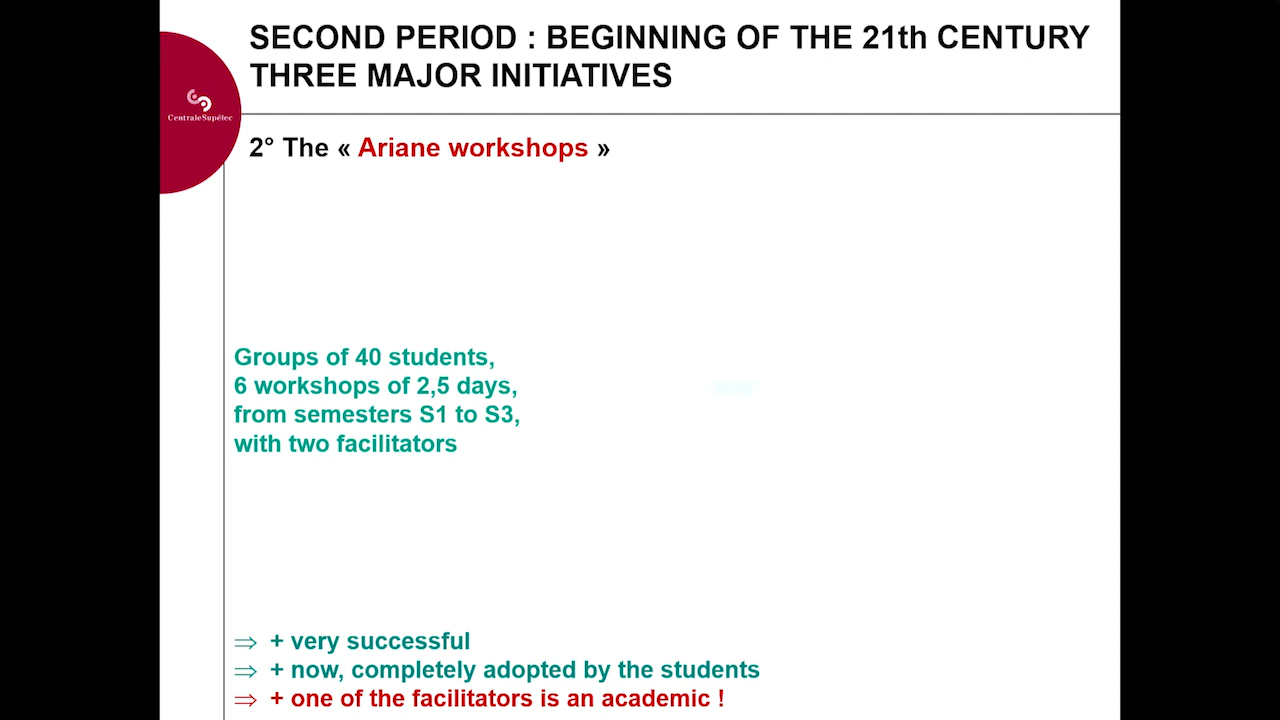 SECOND PERIOD : BEGINNING OF THE 21th CENTURY
THREE MAJOR INITIATIVES
CentraleSupélec
2° The « Ariane workshops »
Groups of 40 students,
6 workshops of 2,5 days,
from semesters S1 to S3,
with two facilitators
⇒ + very successful
⇒ + now, completely adopted by the students
⇒ + one of the facilitators is an academic !